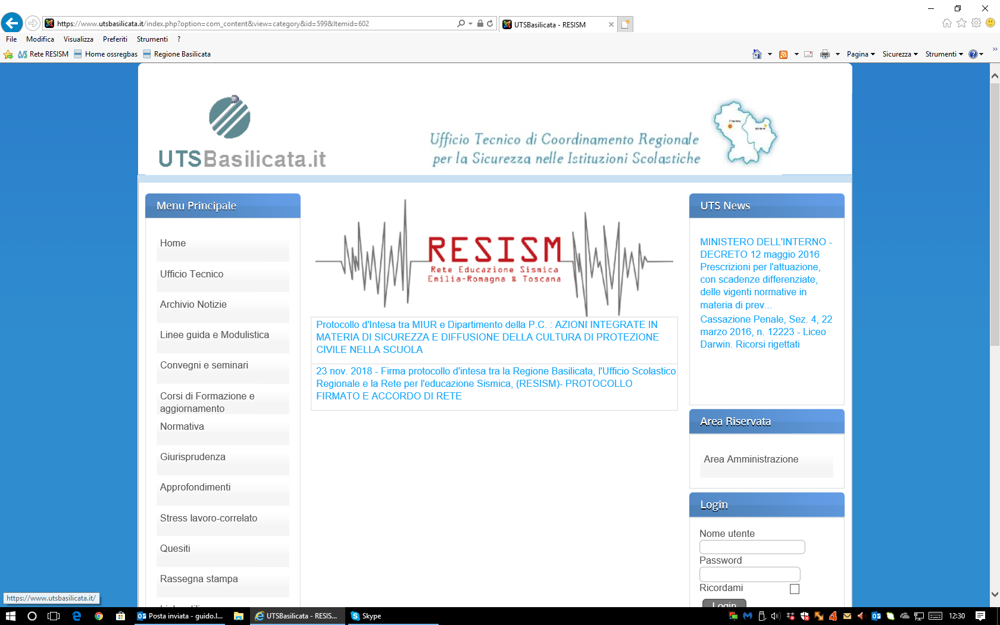 https://www.utsbasilicata.it/index.php?option=com_content&view=category&id=599&Itemid=602
UTSBasilicata - RESISM
File Modifica Visualizza Preferiti Strumenti ?
Rete RESISM Home ossregbas Regione Basilicata
Pagina Sicurezza Strumenti
UTSBasilicata.it
Ufficio Tecnico di Coordinamento Regionale
per la Sicurezza nelle Istituzioni Scolastiche
Menu Principale
Home
Ufficio Tecnico
Archivio Notizie
Linee guida e Modulistica
Convegni e seminari
Corsi di Formazione e
aggiornamento
Normativa
Giurisprudenza
Approfondimenti
Stress lavoro-correlato
Quesiti
Rassegna stampa
RESISM
Rete Educazione Sismica
Emilia-Romagna & Toscana
Protocollo d'Intesa tra MIUR e Dipartimento della P.C. : AZIONI INTEGRATE IN
MATERIA DI SICUREZZA E DIFFUSIONE DELLA CULTURA DI PROTEZIONE
CIVILE NELLA SCUOLA
23 nov. 2018 - Firma protocollo d'intesa tra la Regione Basilicata, l'Ufficio Scolastico
Regionale e la Rete per l'educazione Sismica, (RESISM)- PROTOCOLLO
FIRMATO E ACCORDO DI RETE
UTS News
MINISTERO DELL'INTERNO -
DECRETO 12 maggio 2016
Prescrizioni per l'attuazione,
con scadenze differenziate,
delle vigenti normative in
materia di prev...
Cassazione Penale, Sez. 4, 22
marzo 2016, n. 12223 - Liceo
Darwin. Ricorsi rigettati
Area Riservata
Area Amministrazione
Login
Nome utente
Password
Ricordami
Login
https://www.utsbasilicata.it/
Posta inviata - guido.l...
UTSBasilicata - RESIS...
Skype
12:30